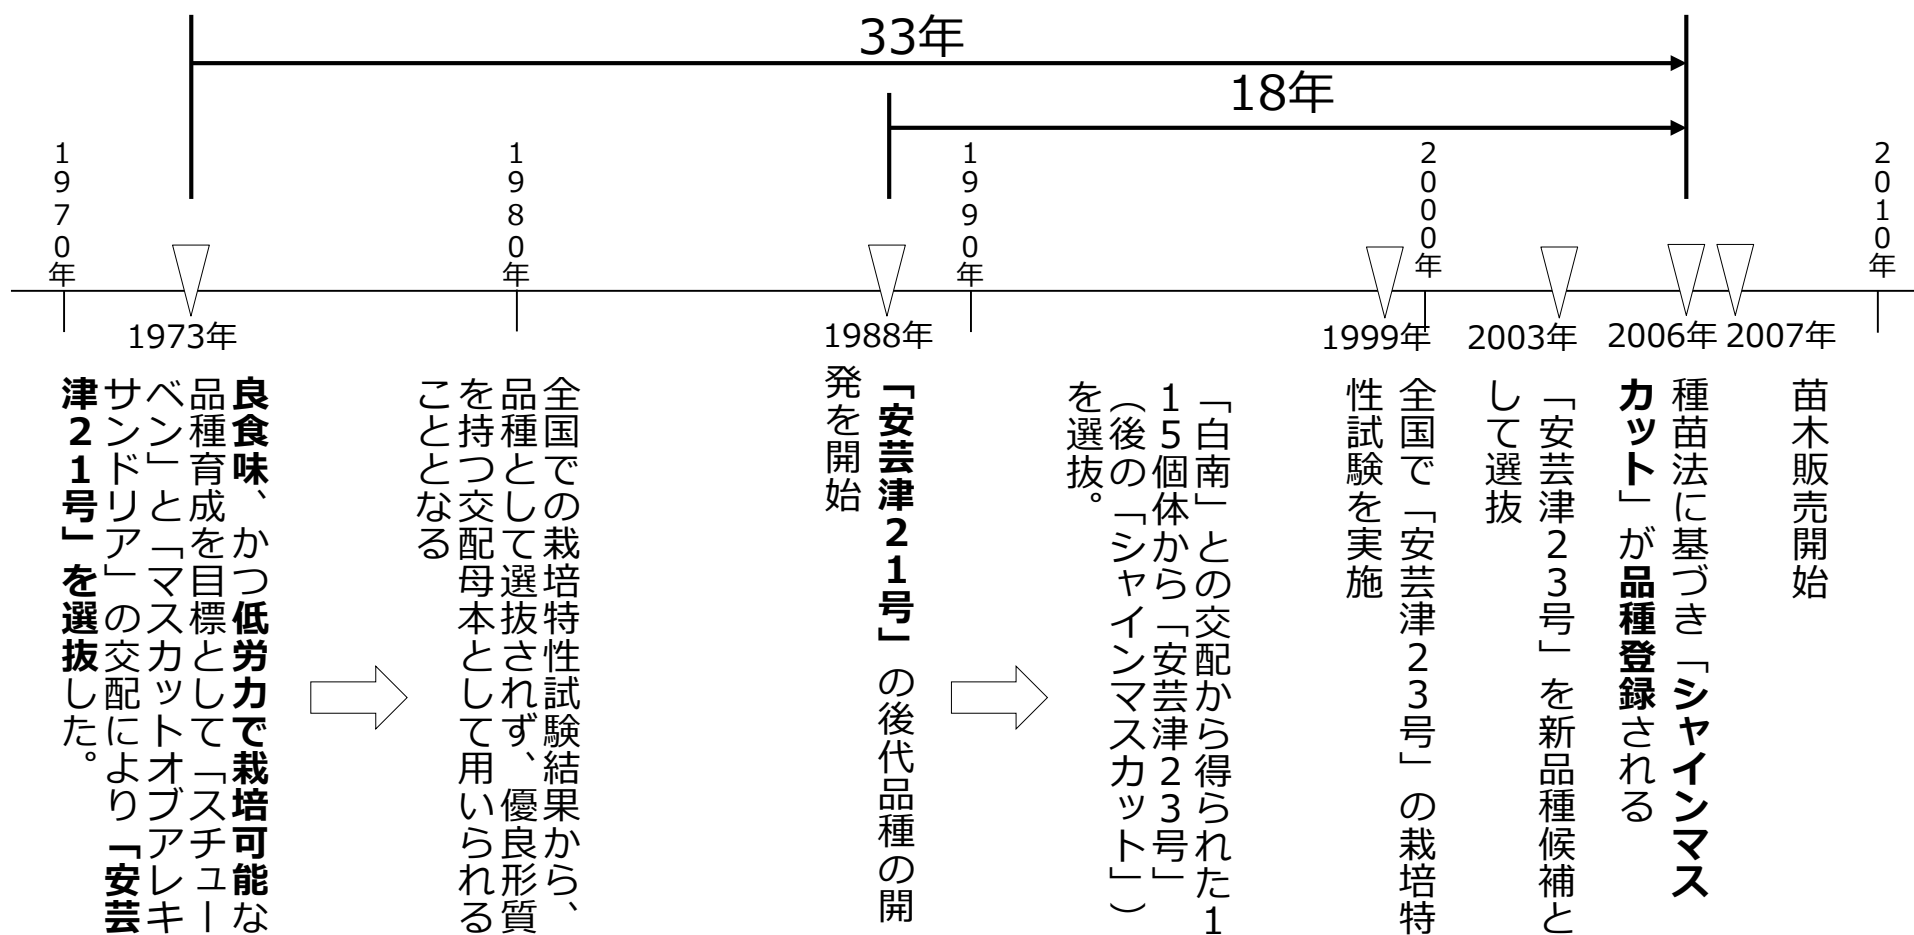 33年
18年
1970年
1980年
1990年
2000年
2010年
1973年
1988年
1999年
2003年
2006年
2007年
良食味、かつ低労力で栽培可能な
品種育成を目標として「スチュー
ベン」と「マスカットオブアレキ
サンドリア」の交配により「安芸
津21号」を選抜した。
全国での栽培特性試験結果から、
品種として選抜されず、優良形質
を持つ交配母本として用いられる
こととなる
「安芸津21号」の後代品種の開
発を開始
「白南」との交配から得られた1
15個体から「安芸津23号」
(後の「シャインマスカット」)
を選抜。
全国で「安芸津23号」の栽培特
性試験を実施
「安芸津23号」を新品種候補と
して選抜
種苗法に基づき「シャインマス
カット」が品種登録される
苗木販売開始